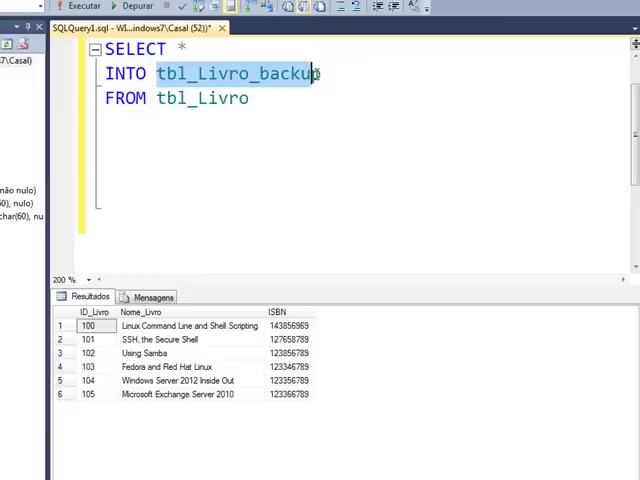 Executar Depurar
SQLQuery1.sql - WI...indows7\Casal (52))* ×
7\Casal)
SELECT *
INTO tbl_Livro_backup
FROM tbl_Livro
não nulo)
60), nulo)
char(60), nu
200 %
Resultados Mensagens
ID_Livro Nome_Livro ISBN
1 100 Linux Command Line and Shell Scripting 143856969
2 101 SSH, the Secure Shell 127658789
3 102 Using Samba 123856789
4 103 Fedora and Red Hat Linux 123346789
5 104 Windows Server 2012 Inside Out 123356789
6 105 Microsoft Exchange Server 2010 123366789